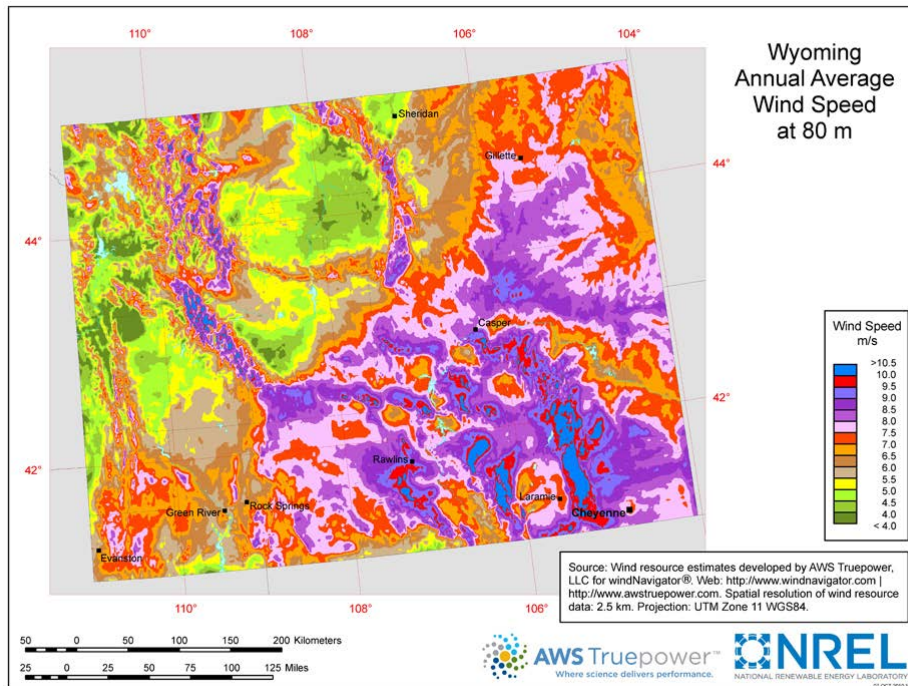 110°
108°
106°
104°
Wyoming
Annual Average
Wind Speed
at 80 m
Sheridan
Gillette
44°
44°
Casper
Wind Speed
m/s
>10.5
10.0
9.5
9.0
8.5
8.0
7.5
7.0
6.5
6.0
5.5
5.0
4.5
4.0
< 4.0
42°
42°
Rawlins
Laramie
Cheyenne
Rock Springs
Green River
Evanston
Source: Wind resource estimates developed by AWS Truepower,
LLC for windNavigator®. Web: http://www.windnavigator.com |
http://www.awstruepower.com. Spatial resolution of wind resource
data: 2.5 km. Projection: UTM Zone 11 WGS84.
110°
108°
106°
50 0 50 100 150 200 Kilometers
25 0 25 50 75 100 125 Miles
AWS Truepower™
Where science delivers performance.
NREL
NATIONAL RENEWABLE ENERGY LABORATORY